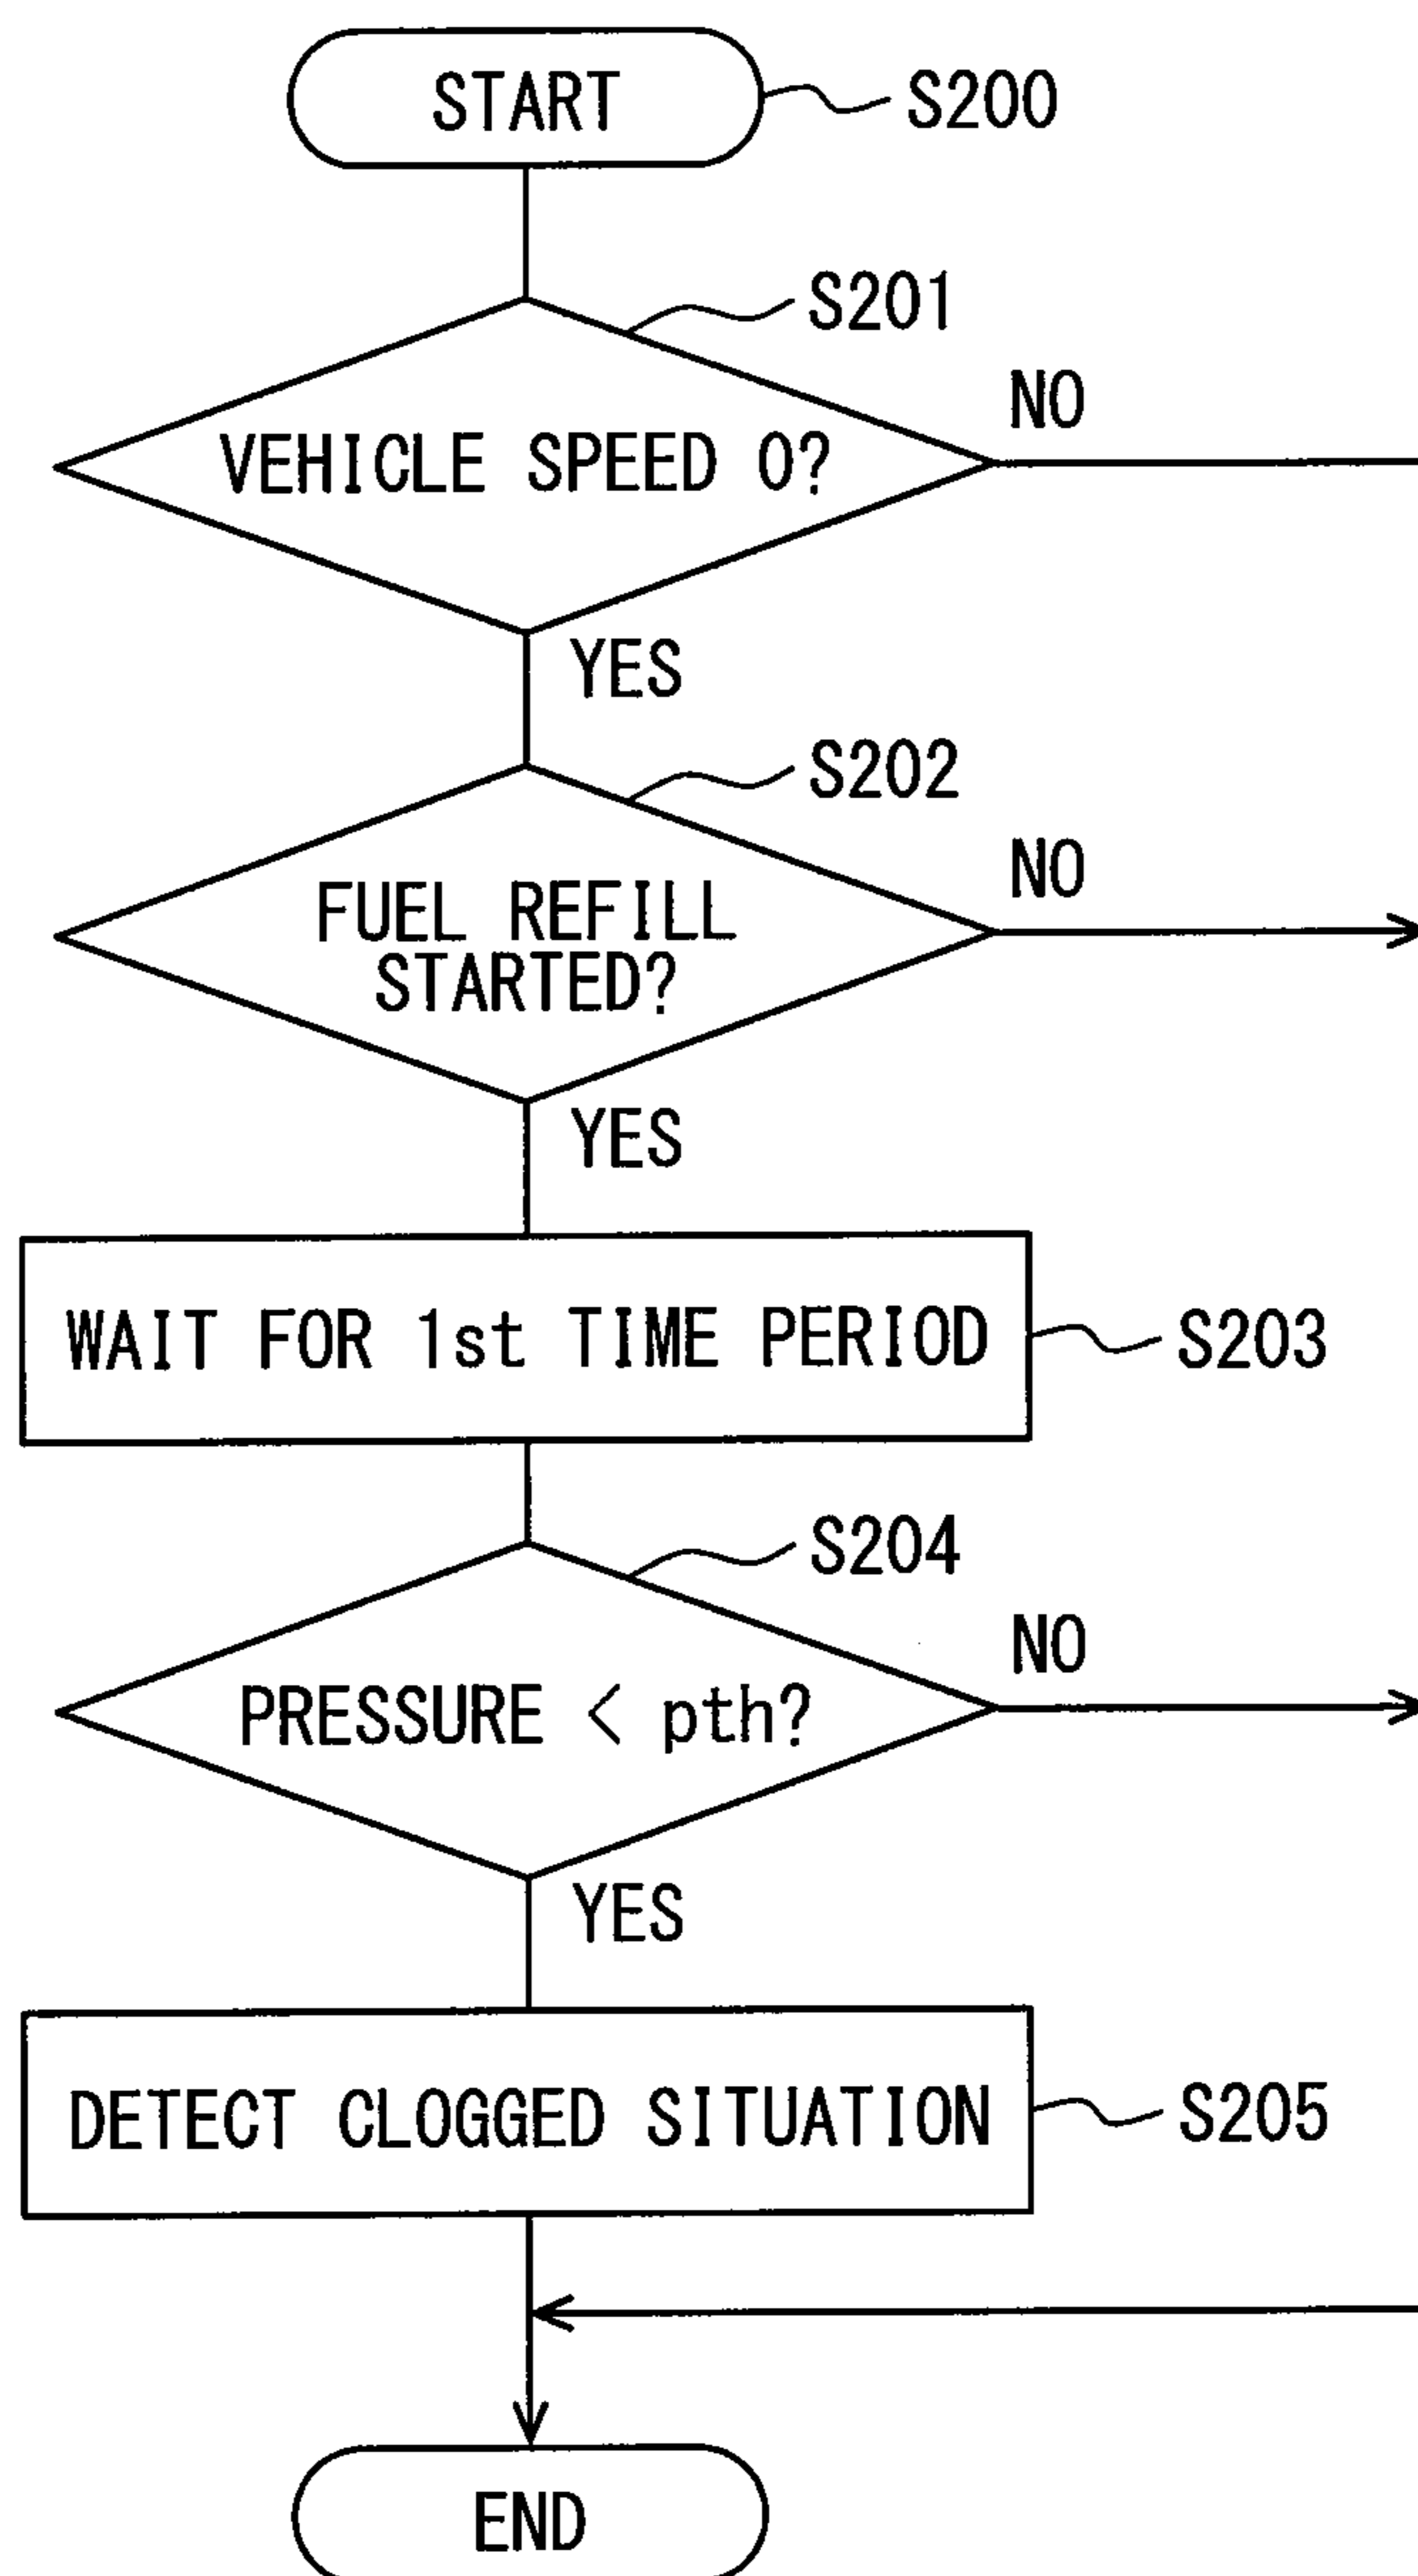 START
S200
S201
VEHICLE SPEED 0?
NO
YES
S202
FUEL REFILL
STARTED?
NO
YES
WAIT FOR 1st TIME PERIOD
S203
S204
PRESSURE < pth?
NO
YES
DETECT CLOGGED SITUATION
S205
END